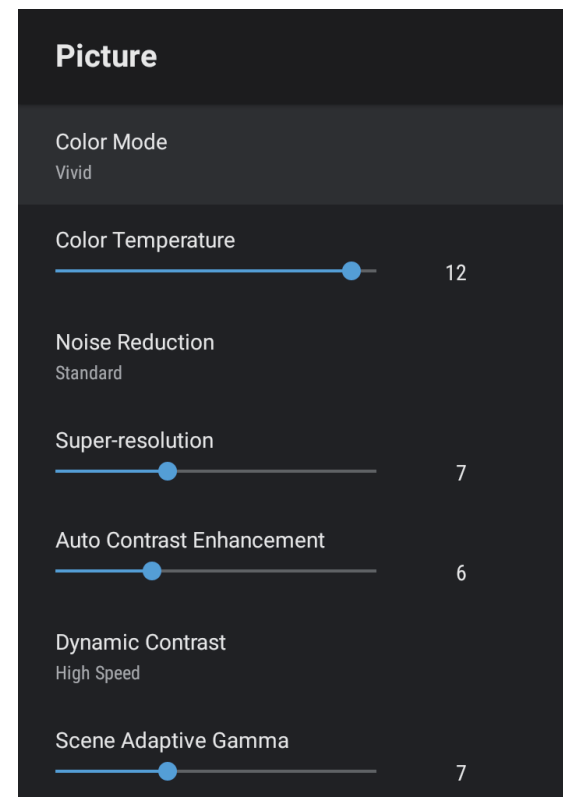 Picture
Color Mode
Vivid
Color Temperature
12
Noise Reduction
Standard
Super-resolution
7
Auto Contrast Enhancement
6
Dynamic Contrast
High Speed
Scene Adaptive Gamma
7